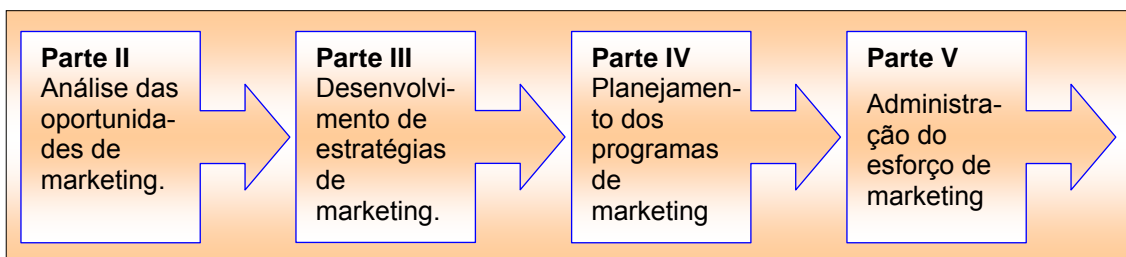 Parte II
Análise das
oportunida-
des de
marketing.
Parte III
Desenvolvi-
mento de
estratégias
de
marketing.
Parte IV
Planejamen-
to dos
programas
de
marketing
Parte V
Administra-
ção do
esforço de
marketing